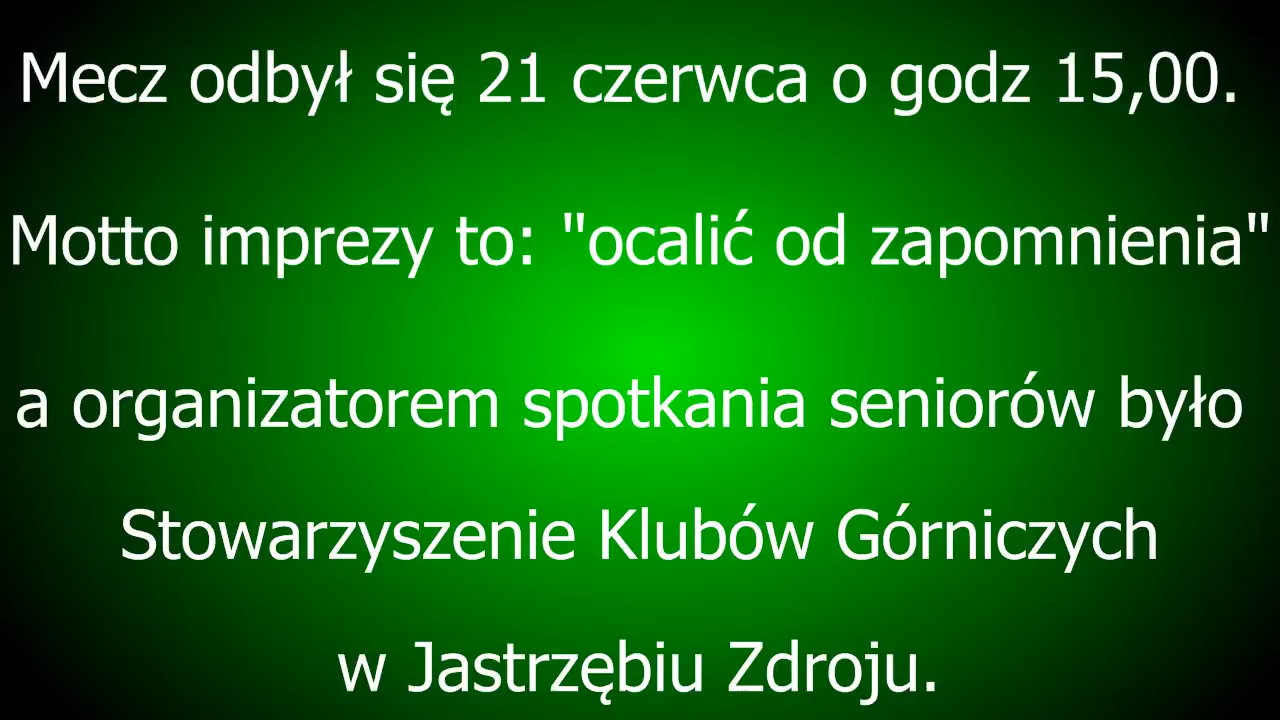 Mecz odbył się 21 czerwca o godz 15,00.
Motto imprezy to: "ocalić od zapomnienia"
a organizatorem spotkania seniorów było
Stowarzyszenie Klubów Górniczych
w Jastrzębiu Zdroju.